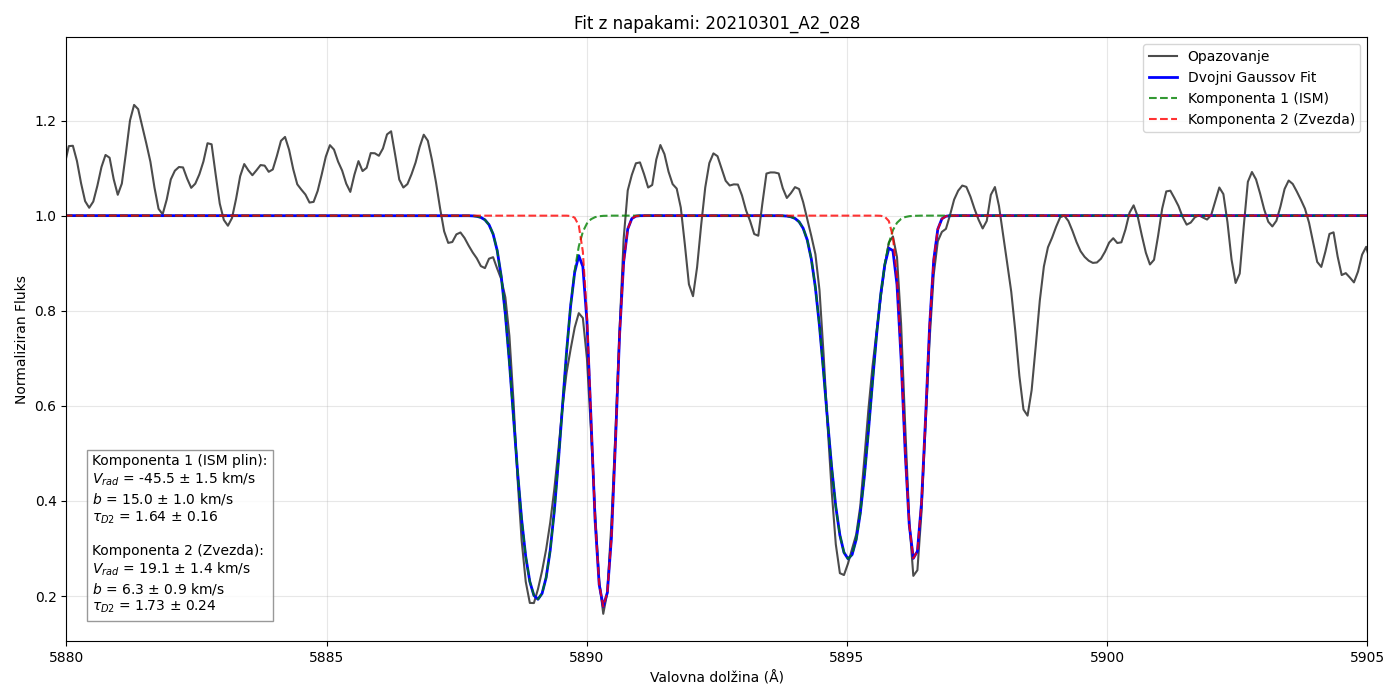 Fit z napakami: 20210301_A2_028
Normaliziran Fluks
1.2
1.0
0.8
0.6
0.4
0.2
Opazovanje
Dvojni Gaussov Fit
Komponenta 1 (ISM)
Komponenta 2 (Zvezda)
Komponenta 1 (ISM plin):
V_rad = -45.5 ± 1.5 km/s
b = 15.0 ± 1.0 km/s
τ_D2 = 1.64 ± 0.16
Komponenta 2 (Zvezda):
V_rad = 19.1 ± 1.4 km/s
b = 6.3 ± 0.9 km/s
τ_D2 = 1.73 ± 0.24
5880 5885 5890 5895 5900 5905
Valovna dolžina (Å)